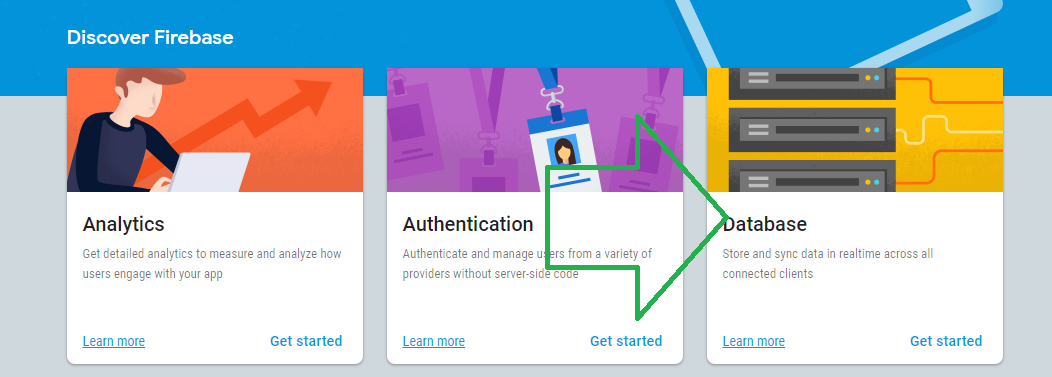 Discover Firebase
Analytics
Get detailed analytics to measure and analyze how
users engage with your app
Learn more
Get started
Authentication
Authenticate and manage users from a variety of
providers without server-side code
Learn more
Get started
Database
Store and sync data in realtime across all
connected clients
Learn more
Get started